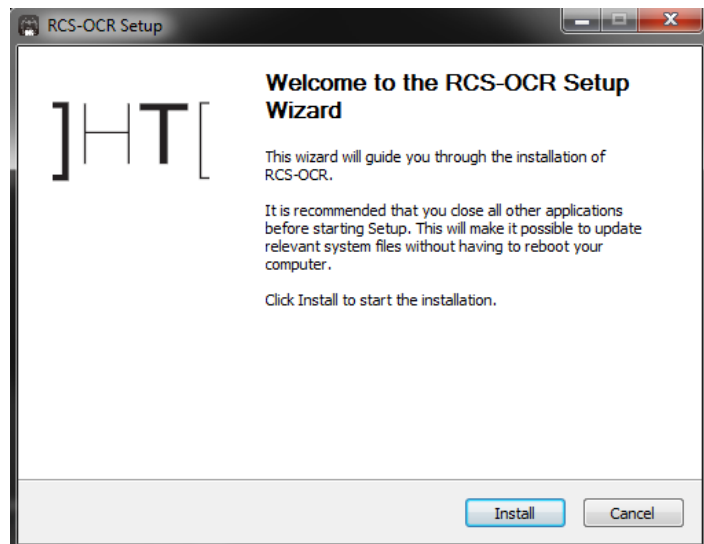 RCS-OCR Setup
]HT[
Welcome to the RCS-OCR Setup
Wizard
This wizard will guide you through the installation of
RCS-OCR.
It is recommended that you close all other applications
before starting Setup. This will make it possible to update
relevant system files without having to reboot your
computer.
Click Install to start the installation.
Install Cancel